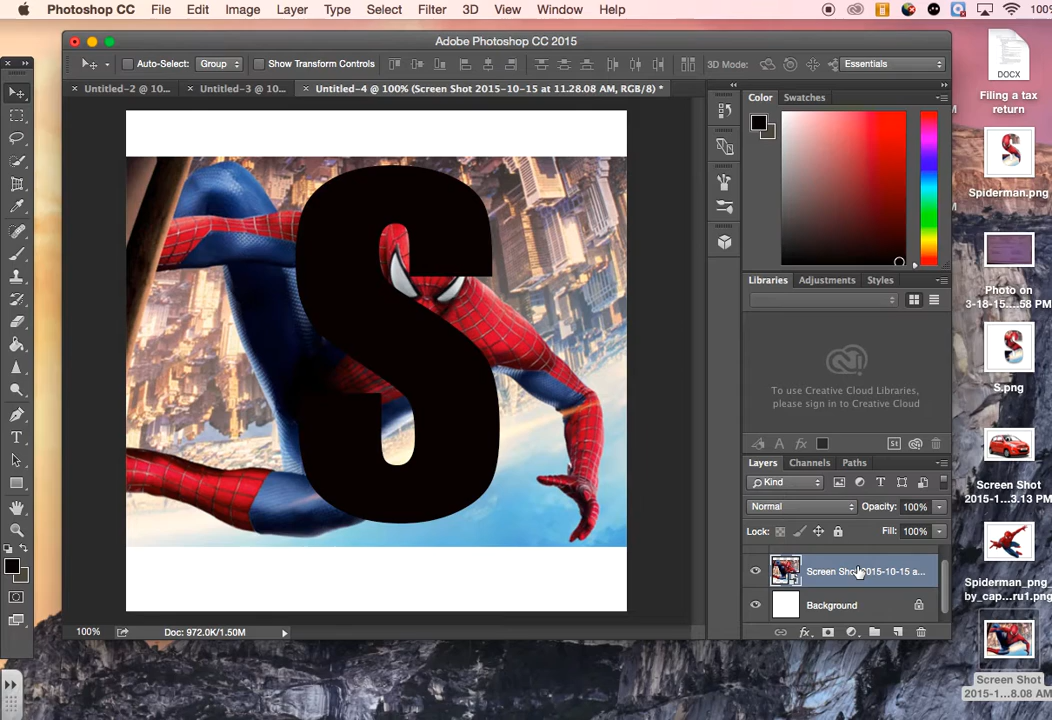 Photoshop CC File Edit Image Layer Type Select Filter 3D View Window Help 100%
Adobe Photoshop CC 2015
Auto-Select: Group Show Transform Controls 3D Mode: Essentials
Untitled-2 @ 10... Untitled-3 @ 10... Untitled-4 @ 100% (Screen Shot 2015-10-15 at 11.28.08 AM, RGB/8) *
DOCX
Filing a tax
return
Color Swatches
Spiderman.png
Libraries Adjustments Styles
Photo on
3-18-15....58 PM
To use Creative Cloud Libraries,
please sign in to Creative Cloud
S.png
S
St
fx
Layers Channels Paths
Kind
Normal Opacity: 100%
Lock: Fill: 100%
Screen Shot
2015-1...3.13 PM
Screen Shot 2015-10-15 a...
Background
Spiderman_png_
by_cap...ru1.png
100% Doc: 972.0K/1.50M
fx
Screen Shot
2015-1...8.08 AM